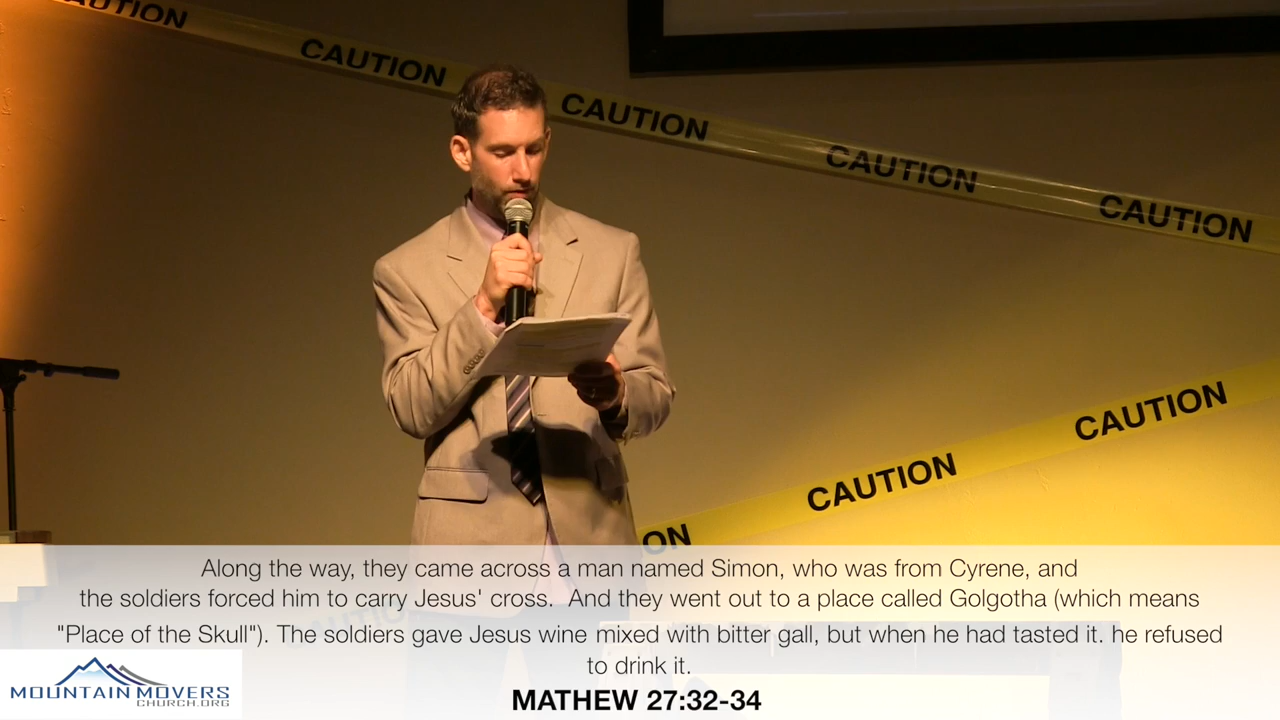 CAUTION
CAUTION
CAUTION
CAUTION
CAUTION
CAUTION
CAUTION
ON
Along the way, they came across a man named Simon, who was from Cyrene, and
the soldiers forced him to carry Jesus' cross. And they went out to a place called Golgotha (which means
"Place of the Skull"). The soldiers gave Jesus wine mixed with bitter gall, but when he had tasted it. he refused
to drink it.
MATHEW 27:32-34
MOUNTAIN MOVERS
CHURCH.ORG